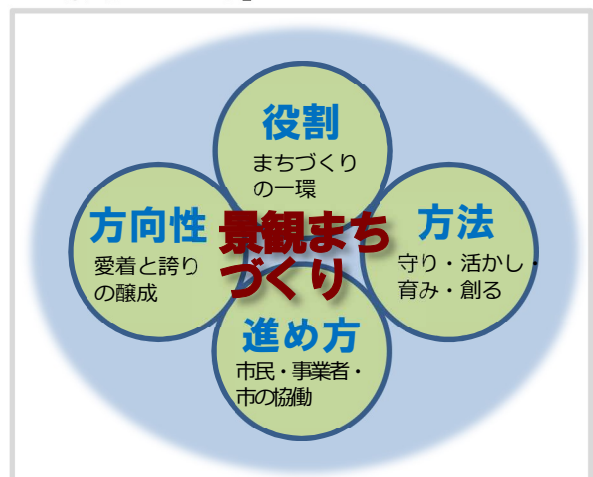 役割
まちづくり
の一環
方向性
愛着と誇り
の醸成
景観まち
づくり
方法
守り・活かし・
育み・創る
進め方
市民・事業者・
市の協働